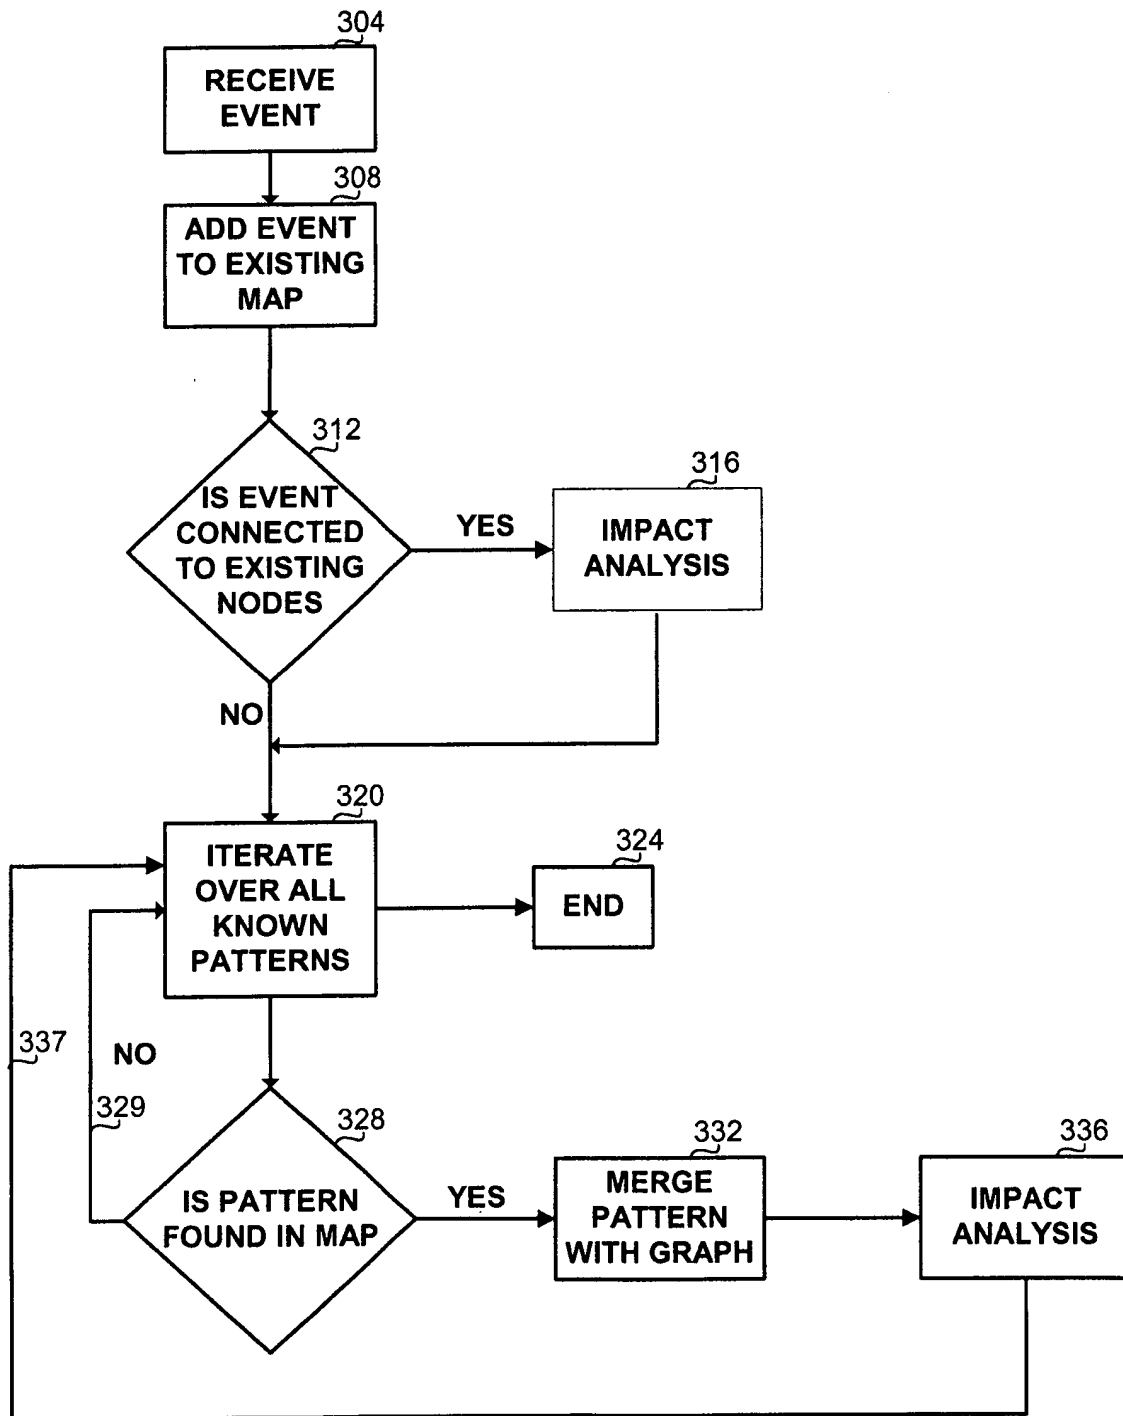 304
RECEIVE
EVENT
308
ADD EVENT
TO EXISTING
MAP
312
IS EVENT
CONNECTED
TO EXISTING
NODES
YES
316
IMPACT
ANALYSIS
NO
320
ITERATE
OVER ALL
KNOWN
PATTERNS
324
END
337
NO
329
328
IS PATTERN
FOUND IN MAP
YES
332
MERGE
PATTERN
WITH GRAPH
336
IMPACT
ANALYSIS